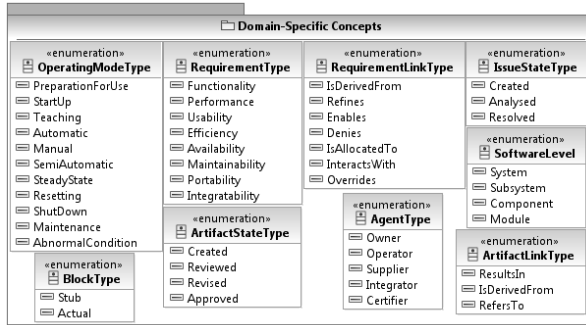 Domain-Specific Concepts
«enumeration»
OperatingModeType
PreparationForUse
StartUp
Teaching
Automatic
Manual
SemiAutomatic
SteadyState
Resetting
ShutDown
Maintenance
AbnormalCondition
«enumeration»
RequirementType
Functionality
Performance
Usability
Efficiency
Availability
Maintainability
Portability
Integratability
«enumeration»
RequirementLinkType
IsDerivedFrom
Refines
Enables
Denies
IsAllocatedTo
InteractsWith
Overrides
«enumeration»
IssueStateType
Created
Analysed
Resolved
«enumeration»
SoftwareLevel
System
Subsystem
Component
Module
«enumeration»
BlockType
Stub
Actual
«enumeration»
ArtifactStateType
Created
Reviewed
Revised
Approved
«enumeration»
AgentType
Owner
Operator
Supplier
Integrator
Certifier
«enumeration»
ArtifactLinkType
ResultsIn
IsDerivedFrom
RefersTo